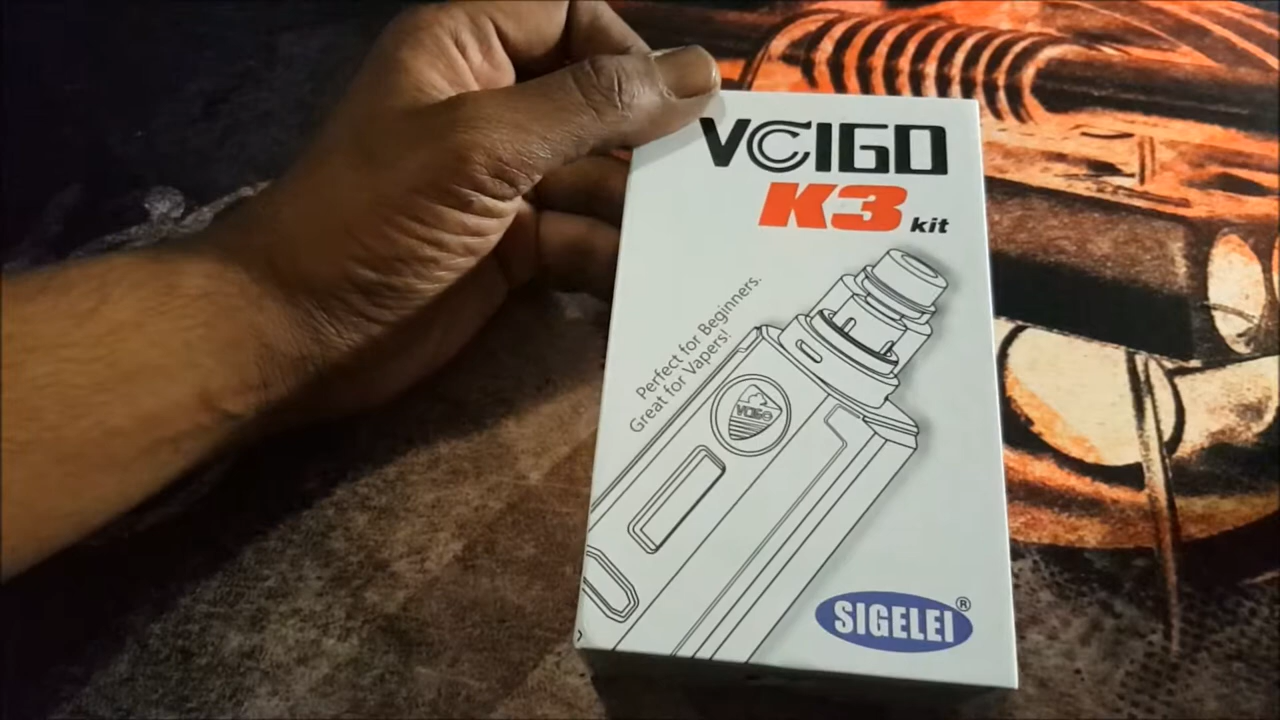 VCIGO
K3 kit
Perfect for Beginners.
Great for Vapers!
VCIGO
SIGELEI®